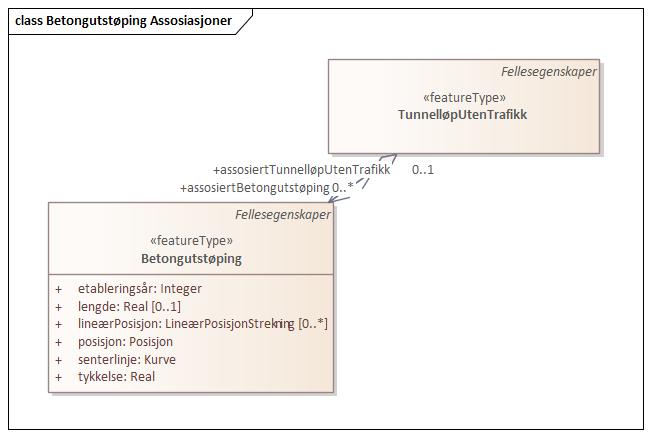 class Betongutstøping Assosiasjoner
Fellesegenskaper
«featureType»
TunnelløpUtenTrafikk
+assosiertTunnelløpUtenTrafikk 0..1
+assosiertBetongutstøping 0..*
Fellesegenskaper
«featureType»
Betongutstøping
+ etableringsår: Integer
+ lengde: Real [0..1]
+ lineærPosisjon: LineærPosisjonStrekning [0..*]
+ posisjon: Posisjon
+ senterlinje: Kurve
+ tykkelse: Real